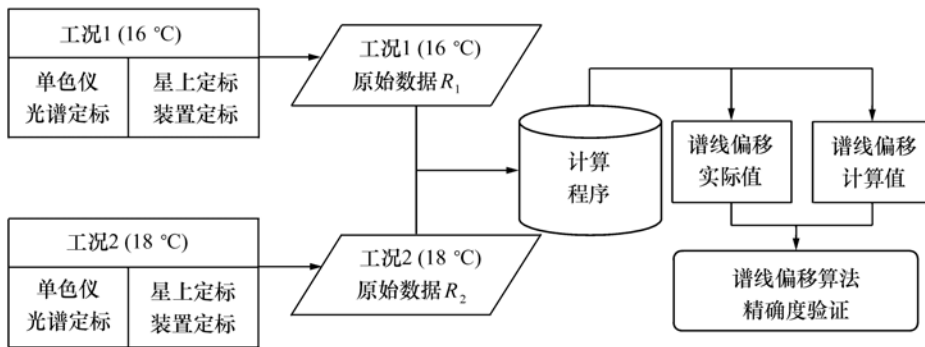 工况1 (16 ℃)
单色仪
光谱定标
星上定标
装置定标
工况1 (16 ℃)
原始数据R₁
工况2 (18 ℃)
单色仪
光谱定标
星上定标
装置定标
工况2 (18 ℃)
原始数据R₂
计算
程序
谱线偏移
实际值
谱线偏移
计算值
谱线偏移算法
精确度验证